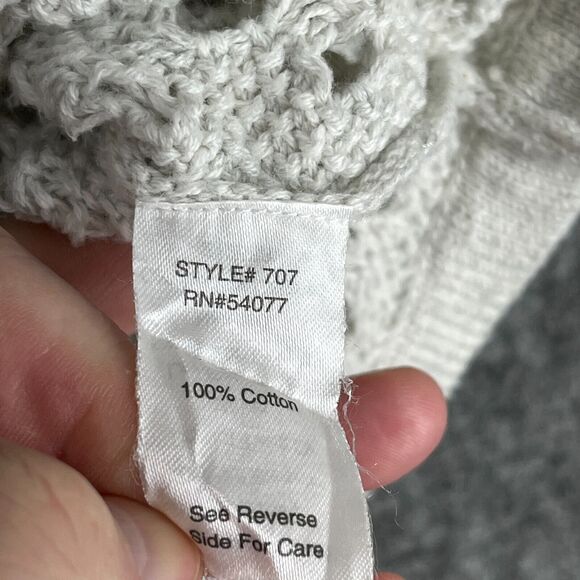 STYLE# 707
RN#54077
100% Cotton
See Reverse
Side For Care